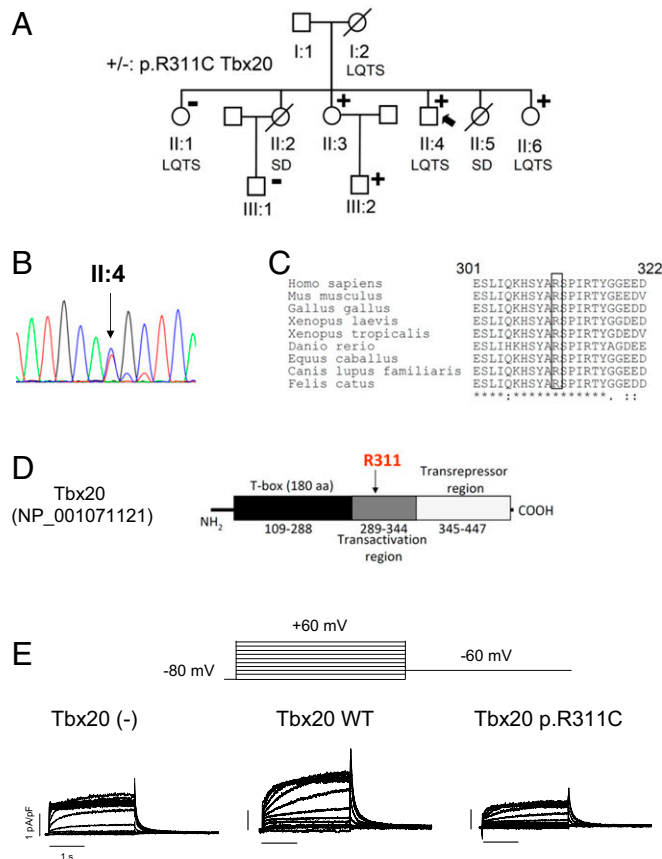 A
I:1
I:2
LQTS
+/-: p.R311C Tbx20
-
+
+
+
II:1
II:2
II:3
II:4
II:5
II:6
LQTS
SD
LQTS
SD
LQTS
-
+
III:1
III:2
B
II:4
C
301
322
Homo sapiens ESLIQKHSYARSPIRTYGGEED
Mus musculus ESLIQKHSYARSPIRTYGGEDV
Gallus gallus ESLIQKHSYARSPIRTYGGEED
Xenopus laevis ESLIQKHSYARSPIRTYGEEDV
Xenopus tropicalis ESLIQKHSYARSPIRTYGDEDV
Danio rerio ESLIHKHSYARSPIRTYAGDEE
Equus caballus ESLIQKHSYARSPIRTYGGEED
Canis lupus familiaris ESLIQKHSYARSPIRTYGGEED
Felis catus ESLIQKHSYARSPIRTYGGEDD
****:************. ::
D
Tbx20
(NP_001071121)
R311
T-box (180 aa)
Transrepressor
region
NH2
COOH
109-288
289-344
345-447
Transactivation
region
E
+60 mV
-80 mV
-60 mV
Tbx20 (-)
Tbx20 WT
Tbx20 p.R311C
1 pA/pF
1 s